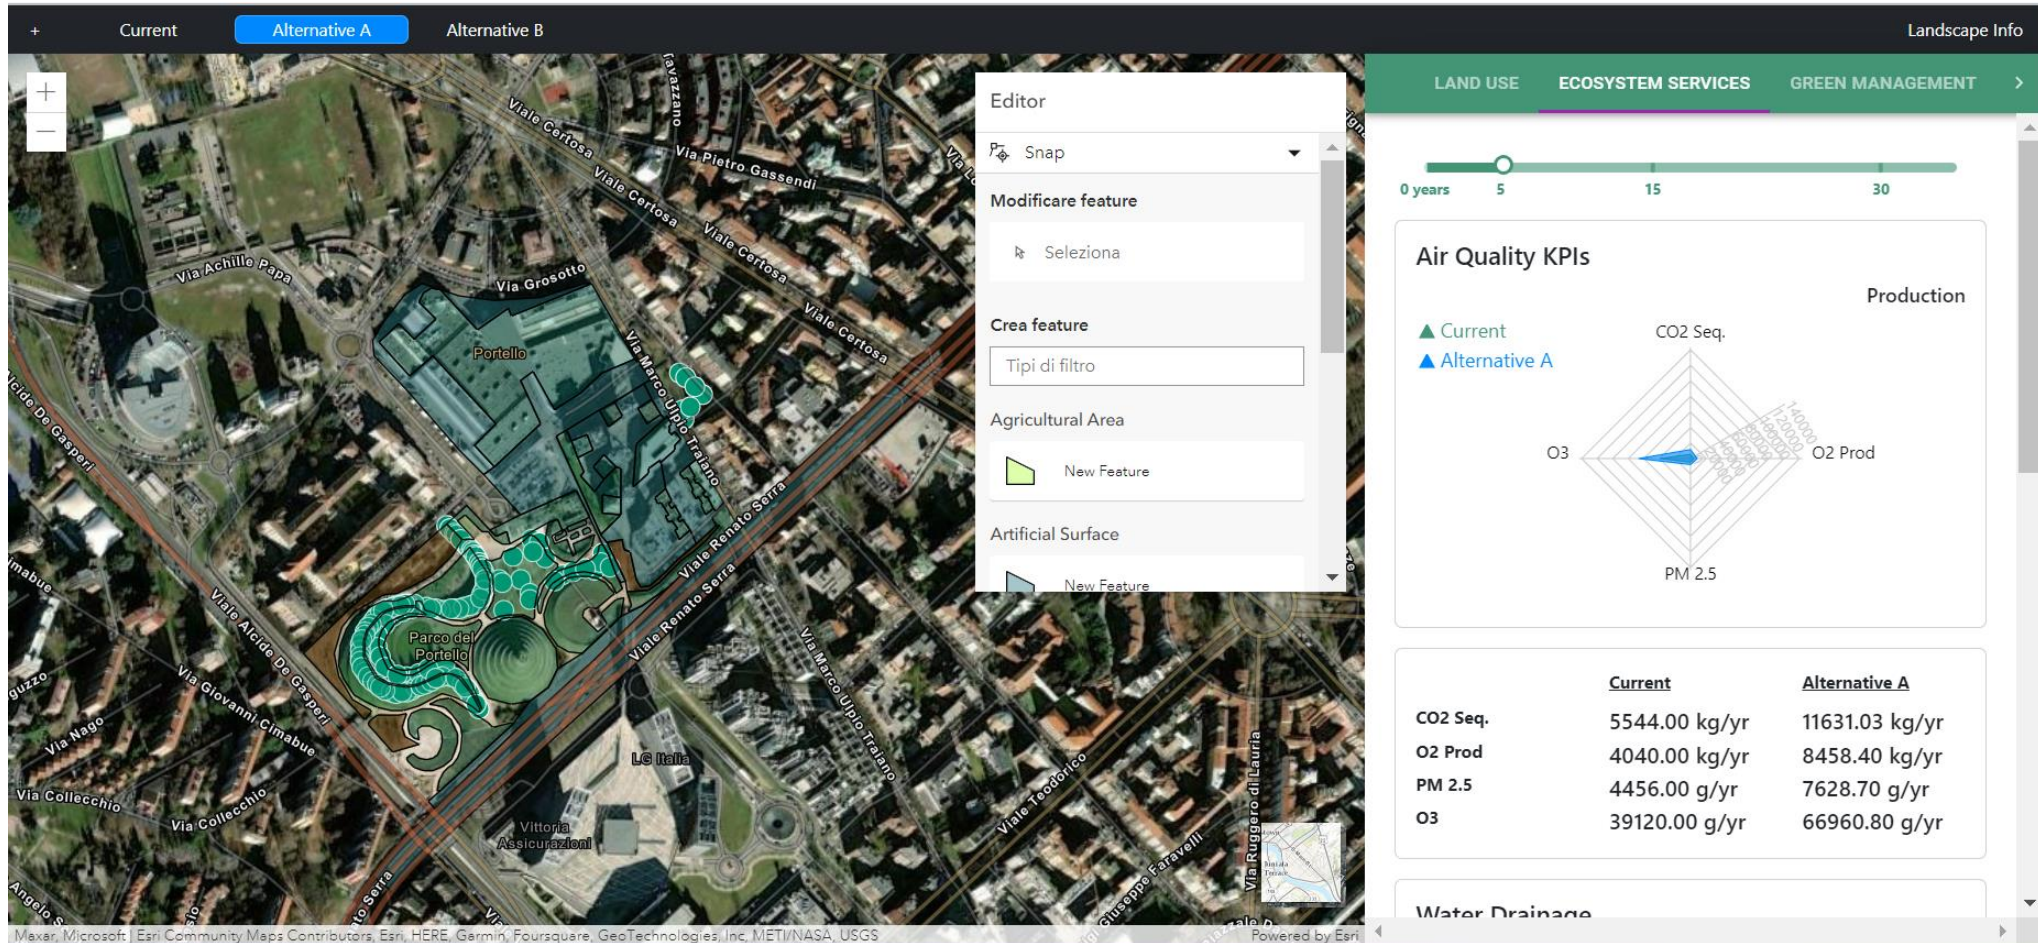 + Current Alternative A Alternative B Landscape Info
LAND USE ECOSYSTEM SERVICES GREEN MANAGEMENT
Editor
Snap
Modificare feature
Seleziona
Crea feature
Tipi di filtro
Agricultural Area
New Feature
Artificial Surface
New Feature
0 years 5 15 30
Air Quality KPIs
Production
Current
Alternative A
CO2 Seq.
O3
O2 Prod
PM 2.5
20000
140000
Current Alternative A
CO2 Seq. 5544.00 kg/yr 11631.03 kg/yr
O2 Prod 4040.00 kg/yr 8458.40 kg/yr
PM 2.5 4456.00 g/yr 7628.70 g/yr
O3 39120.00 g/yr 66960.80 g/yr
Water Drainage
Viale Certosa
Via Pietro Gassendi
Viale Certosa
Viale Certosa
Viale Certosa
Viale Certosa
Via Achille Papa
Via Grosotto
Portello
Via Marco Ulpio Traiano
Viale Renato Serra
Viale Renato Serra
Parco del
Portello
Viale Alcide De Gasperi
Via Giovanni Cimabue
Via Nago
Via Collecchio
Via Collecchio
LG Italia
Vittoria
Assicurazioni
Via Marco Ulpio Traiano
Via Teodorico
Via Ruggero di Lauria
Via Giuseppe Faravelli
Maxar, Microsoft | Esri Community Maps Contributors, Esri, HERE, Garmin, Foursquare, GeoTechnologies, Inc, METI/NASA, USGS
Powered by Esri